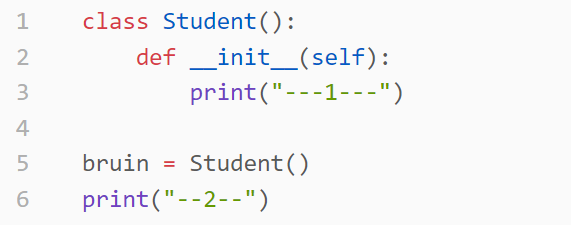 1 class Student():
2     def __init__(self):
3         print("---1---")
4
5 bruin = Student()
6 print("--2--")